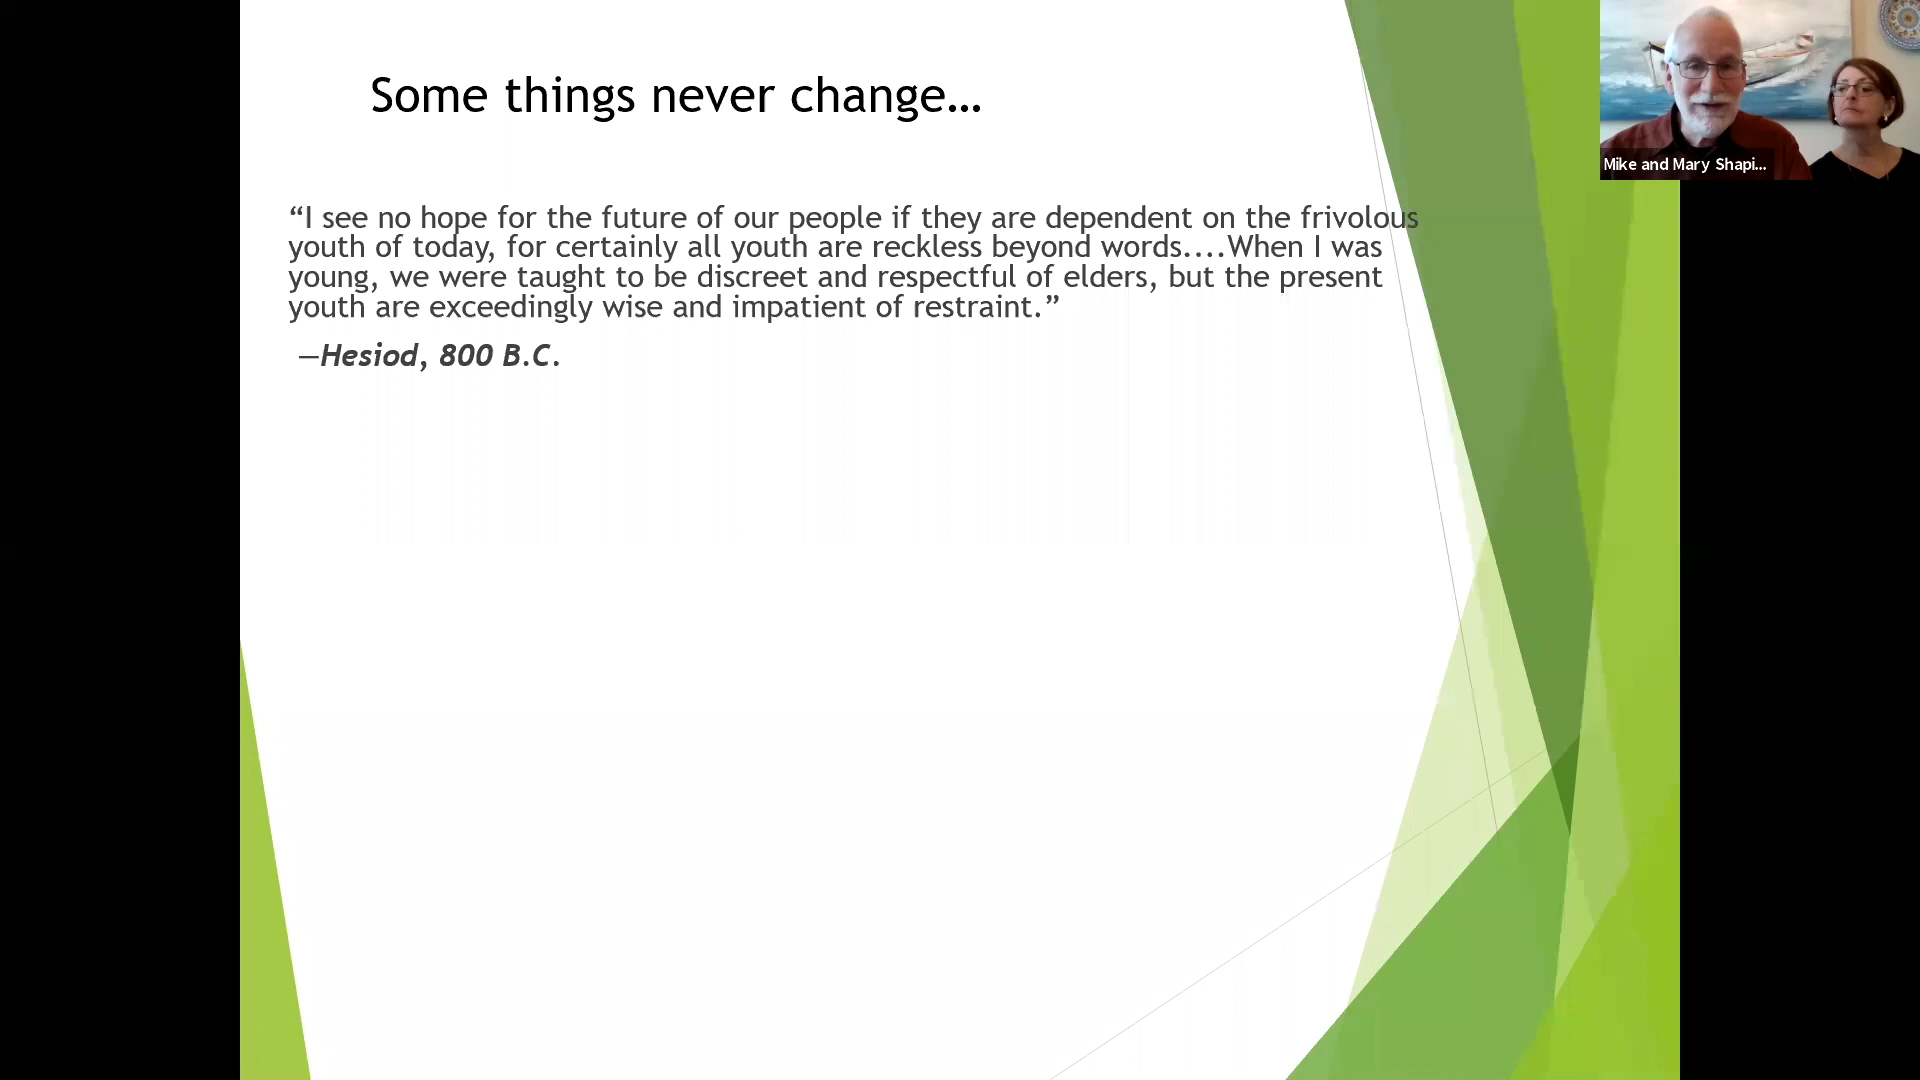 Some things never change…
“I see no hope for the future of our people if they are dependent on the frivolous
youth of today, for certainly all youth are reckless beyond words....When I was
young, we were taught to be discreet and respectful of elders, but the present
youth are exceedingly wise and impatient of restraint.”
—Hesiod, 800 B.C.
Mike and Mary Shapi...